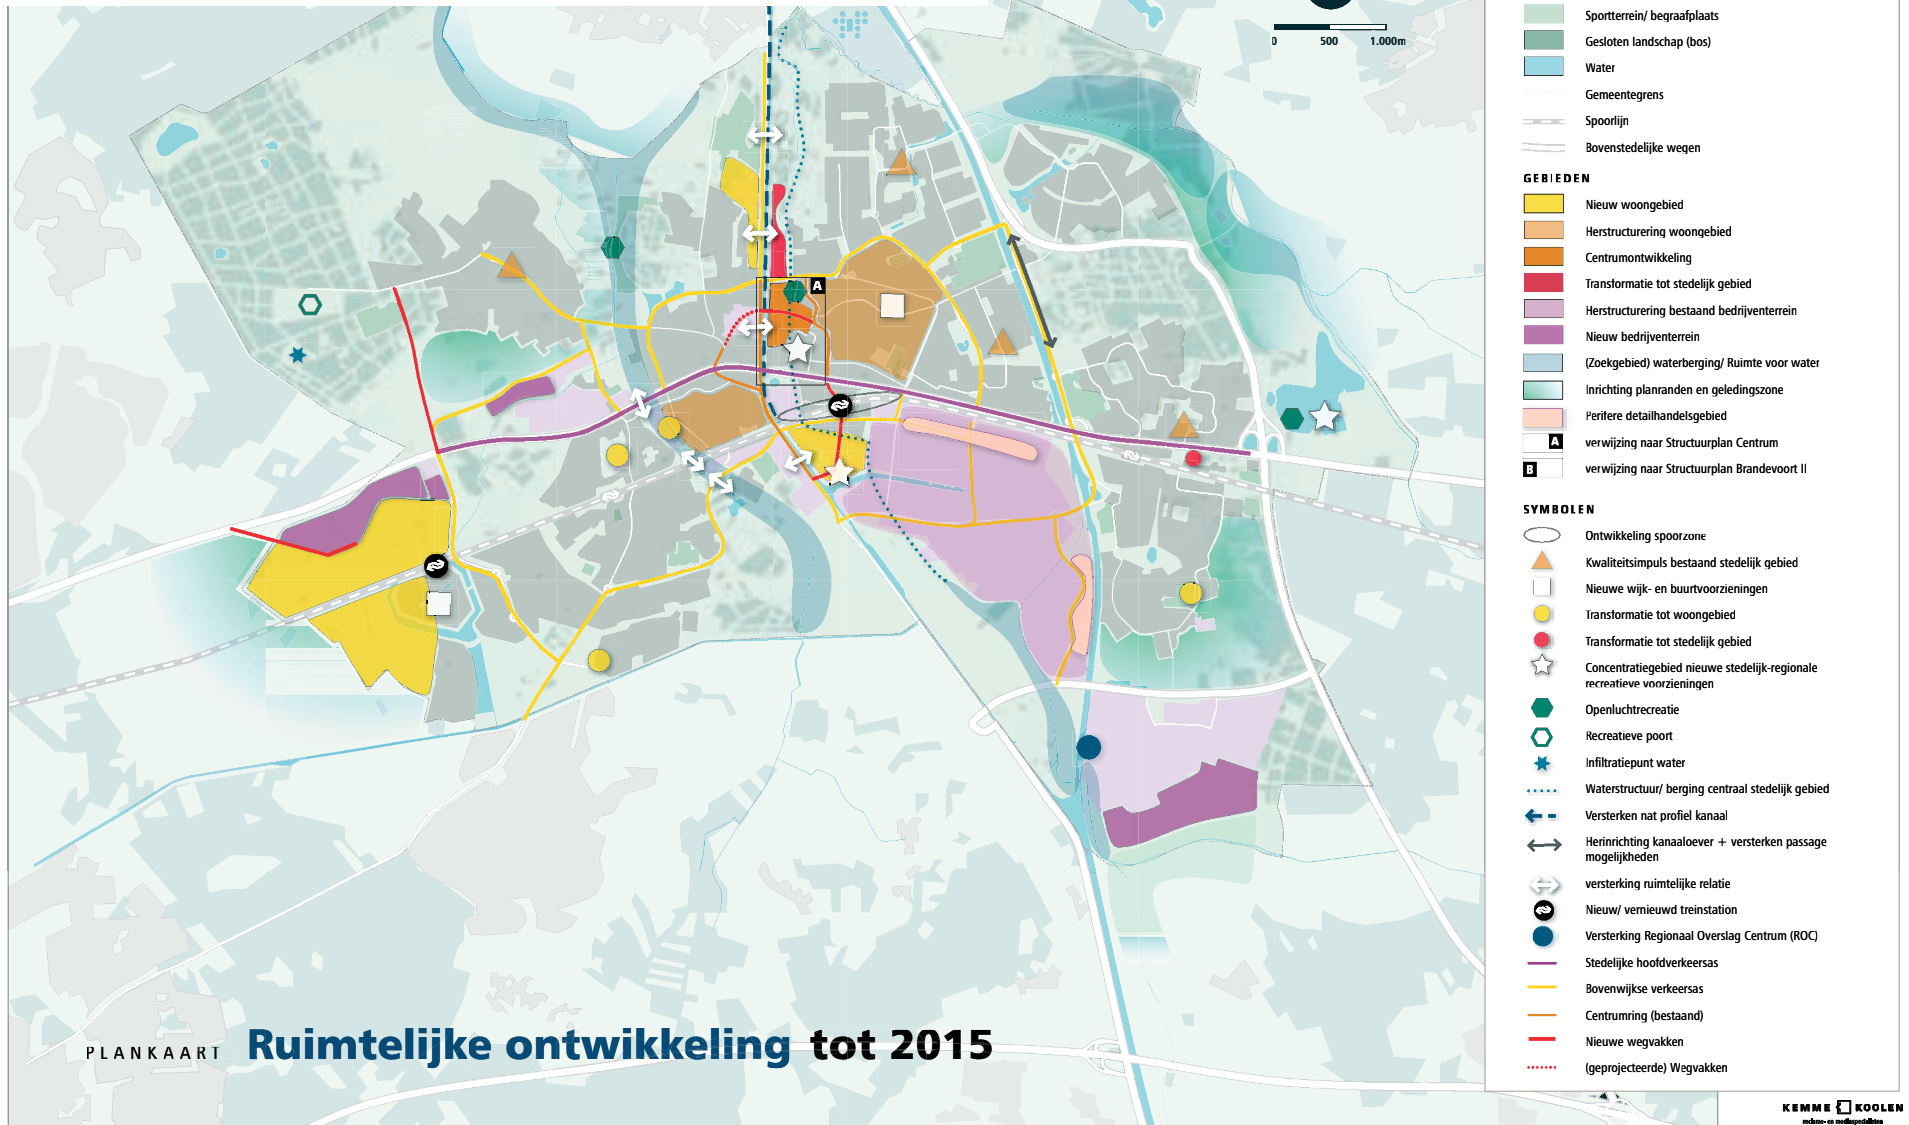 0 500 1.000m
A
PLANKAART Ruimtelijke ontwikkeling tot 2015
Sportterrein/ begraafplaats
Gesloten landschap (bos)
Water
Gemeentegrens
Spoorlijn
Bovenstedelijke wegen
GEBIEDEN
Nieuw woongebied
Herstructurering woongebied
Centrumontwikkeling
Transformatie tot stedelijk gebied
Herstructurering bestaand bedrijventerrein
Nieuw bedrijventerrein
(Zoekgebied) waterberging/ Ruimte voor water
Inrichting planranden en geledingszone
Perifere detailhandelsgebied
A verwijzing naar Structuurplan Centrum
B verwijzing naar Structuurplan Brandevoort II
SYMBOLEN
Ontwikkeling spoorzone
Kwaliteitsimpuls bestaand stedelijk gebied
Nieuwe wijk- en buurtvoorzieningen
Transformatie tot woongebied
Transformatie tot stedelijk gebied
Concentratiegebied nieuwe stedelijk-regionale
recreatieve voorzieningen
Openluchtrecreatie
Recreatieve poort
Infiltratiepunt water
Waterstructuur/ berging centraal stedelijk gebied
Versterken nat profiel kanaal
Herinrichting kanaaloever + versterken passage
mogelijkheden
versterking ruimtelijke relatie
Nieuw/ vernieuwd treinstation
Versterking Regionaal Overslag Centrum (ROC)
Stedelijke hoofdverkeersas
Bovenwijkse verkeersas
Centrumring (bestaand)
Nieuwe wegvakken
(geprojecteerde) Wegvakken
KEMME KOOLEN
reclame- en mediaspecialisten